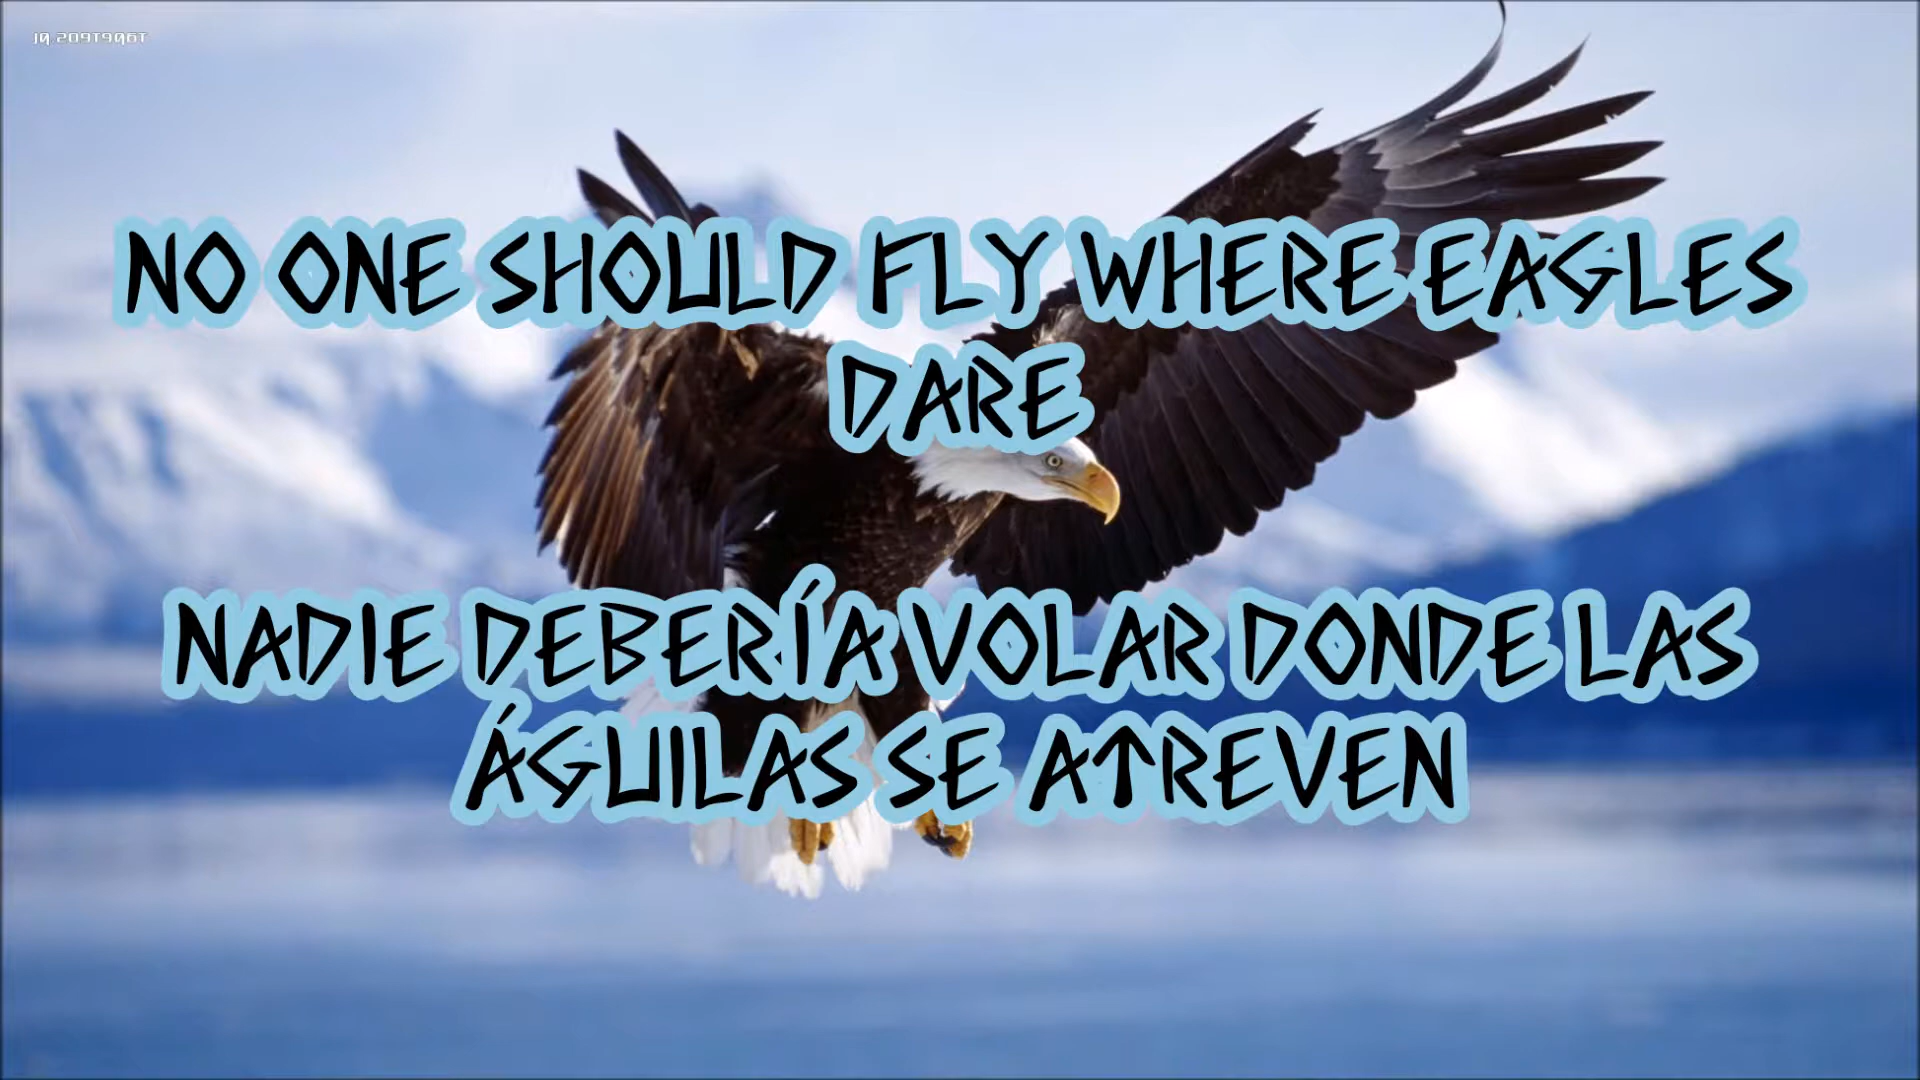 NO ONE SHOULD FLY WHERE EAGLES
DARE
NADIE DEBERÍA VOLAR DONDE LAS
ÁGUILAS SE ATREVEN